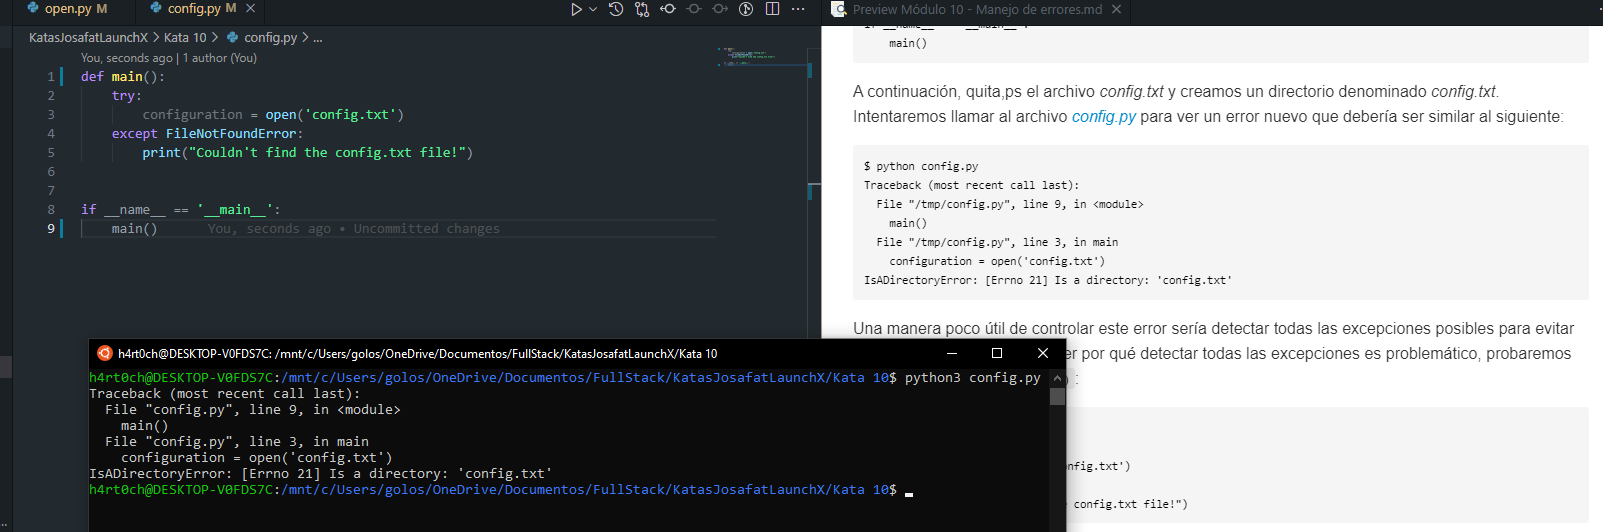 open.py M
config.py M
KatasJosafatLaunchX > Kata 10 > config.py > ...
You, seconds ago | 1 author (You)
1 def main():
2     try:
3         configuration = open('config.txt')
4     except FileNotFoundError:
5         print("Couldn't find the config.txt file!")
6
7
8 if __name__ == '__main__':
9     main()      You, seconds ago • Uncommitted changes
Preview Módulo 10 - Manejo de errores.md
main()
A continuación, quita,ps el archivo config.txt y creamos un directorio denominado config.txt.
Intentaremos llamar al archivo config.py para ver un error nuevo que debería ser similar al siguiente:
$ python config.py
Traceback (most recent call last):
  File "/tmp/config.py", line 9, in <module>
    main()
  File "/tmp/config.py", line 3, in main
    configuration = open('config.txt')
IsADirectoryError: [Errno 21] Is a directory: 'config.txt'
Una manera poco útil de controlar este error sería detectar todas las excepciones posibles para evitar
por qué detectar todas las excepciones es problemático, probaremos
:
config.txt file!")
h4rt0ch@DESKTOP-V0FDS7C: /mnt/c/Users/golos/OneDrive/Documentos/FullStack/KatasJosafatLaunchX/Kata 10
h4rt0ch@DESKTOP-V0FDS7C:/mnt/c/Users/golos/OneDrive/Documentos/FullStack/KatasJosafatLaunchX/Kata 10$ python3 config.py
Traceback (most recent call last):
  File "config.py", line 9, in <module>
    main()
  File "config.py", line 3, in main
    configuration = open('config.txt')
IsADirectoryError: [Errno 21] Is a directory: 'config.txt'
h4rt0ch@DESKTOP-V0FDS7C:/mnt/c/Users/golos/OneDrive/Documentos/FullStack/KatasJosafatLaunchX/Kata 10$